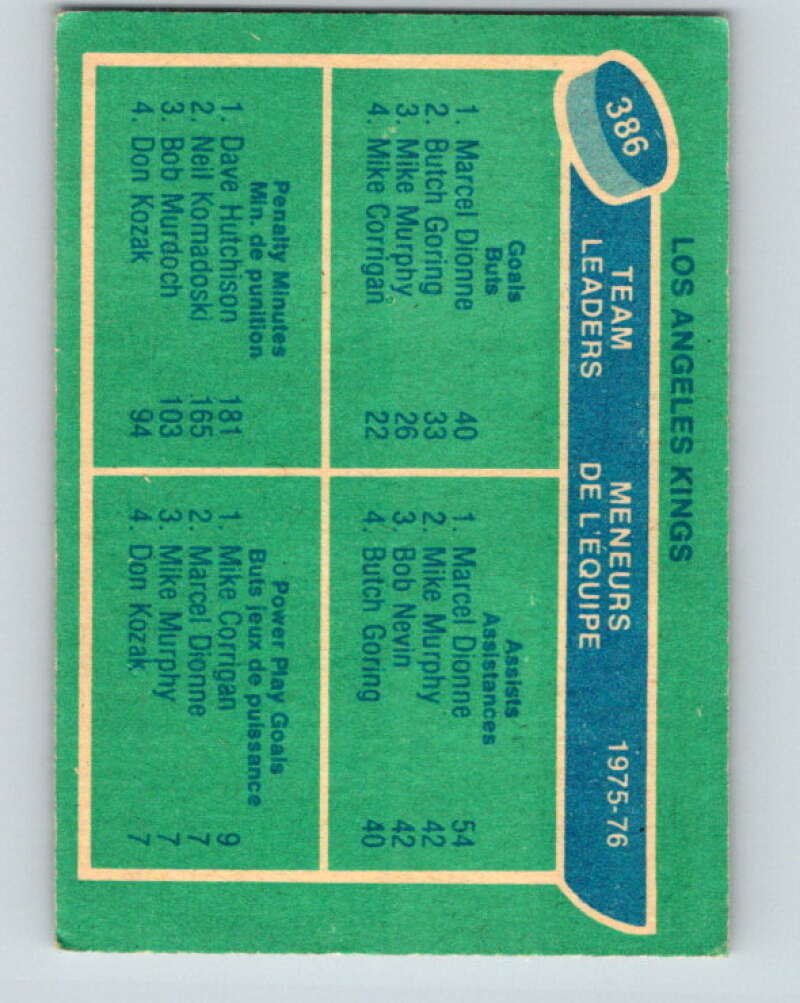 LOS ANGELES KINGS
386
TEAM LEADERS MENEURS DE L'ÉQUIPE 1975-76
Goals
Buts
1. Marcel Dionne 40
2. Butch Goring 33
3. Mike Murphy 26
4. Mike Corrigan 22
Assists
Assistances
1. Marcel Dionne 54
2. Mike Murphy 42
3. Bob Nevin 42
4. Butch Goring 40
Penalty Minutes
Min. de punition
1. Dave Hutchison 181
2. Neil Komadoski 165
3. Bob Murdoch 103
4. Don Kozak 94
Power Play Goals
Buts jeux de puissance
1. Mike Corrigan 9
2. Marcel Dionne 7
3. Mike Murphy 7
4. Don Kozak 7